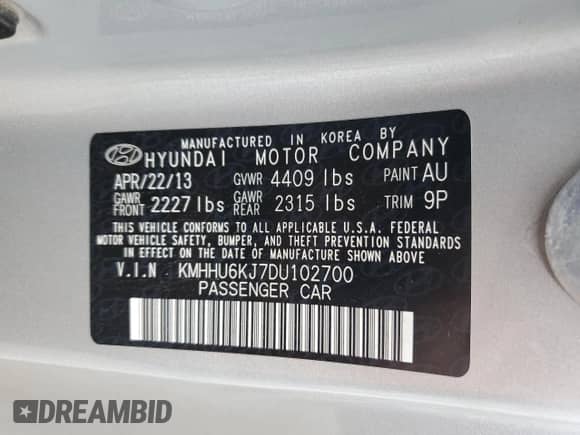 MANUFACTURED IN KOREA BY
HYUNDAI MOTOR COMPANY
APR/22/13 GVWR 4409 lbs PAINT AU
GAWR FRONT 2227 lbs GAWR REAR 2315 lbs TRIM 9P
THIS VEHICLE CONFORMS TO ALL APPLICABLE U.S.A. FEDERAL
MOTOR VEHICLE SAFETY, BUMPER, AND THEFT PREVENTION STANDARDS
IN EFFECT ON THE DATE OF MANUFACTURE SHOWN ABOVE
V.I.N KMHHU6KJ7DU102700
PASSENGER CAR
DREAMBID